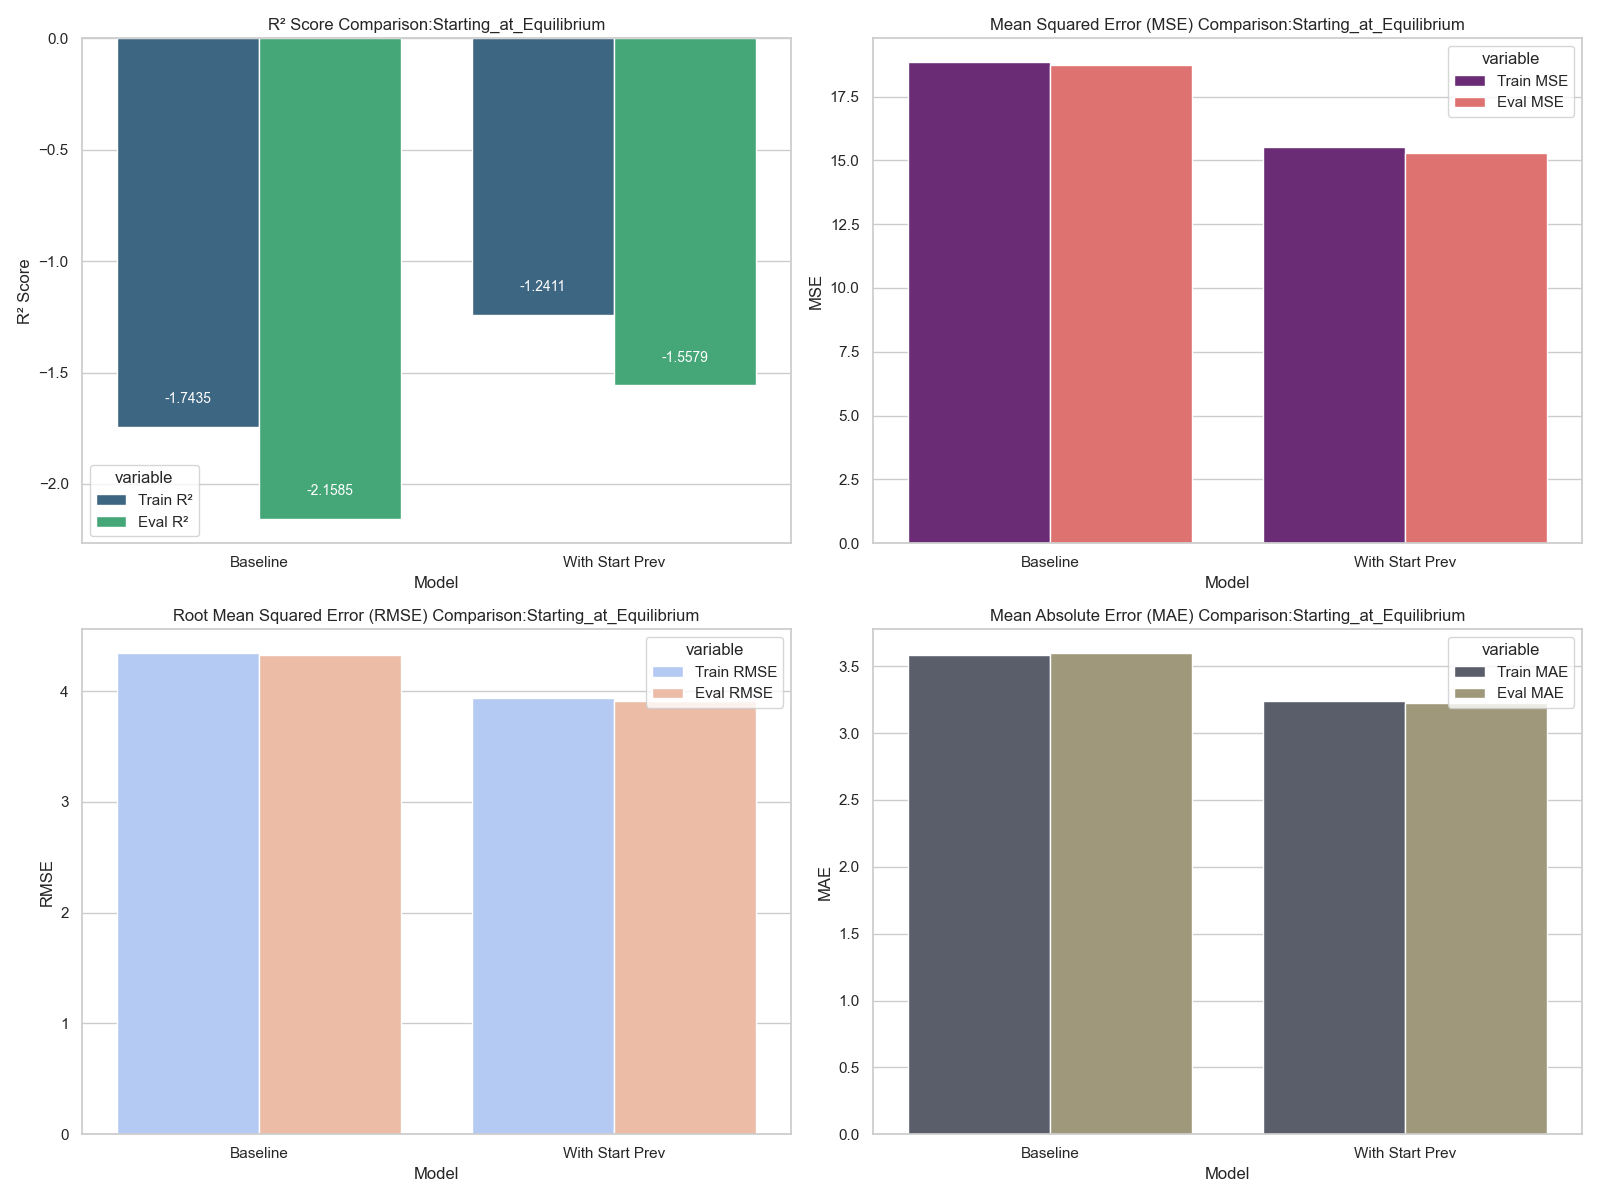 R² Score Comparison:Starting_at_Equilibrium
0.0
−0.5
−1.0
−1.5
−2.0
R² Score
-1.7435
-2.1585
-1.2411
-1.5579
variable
Train R²
Eval R²
Baseline
With Start Prev
Model
Mean Squared Error (MSE) Comparison:Starting_at_Equilibrium
17.5
15.0
12.5
10.0
7.5
5.0
2.5
0.0
MSE
variable
Train MSE
Eval MSE
Baseline
With Start Prev
Model
Root Mean Squared Error (RMSE) Comparison:Starting_at_Equilibrium
4
3
2
1
0
RMSE
variable
Train RMSE
Eval RMSE
Baseline
With Start Prev
Model
Mean Absolute Error (MAE) Comparison:Starting_at_Equilibrium
3.5
3.0
2.5
2.0
1.5
1.0
0.5
0.0
MAE
variable
Train MAE
Eval MAE
Baseline
With Start Prev
Model